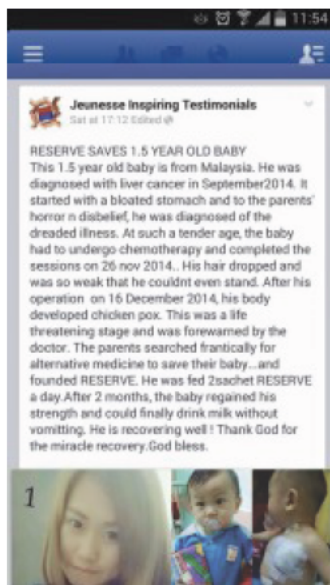 11:54
Jeunesse Inspiring Testimonials
Sat at 17:12 Edited
RESERVE SAVES 1.5 YEAR OLD BABY
This 1.5 year old baby is from Malaysia. He was
diagnosed with liver cancer in September2014. It
started with a bloated stomach and to the parents'
horror n disbelief, he was diagnosed of the
dreaded illness. At such a tender age, the baby
had to undergo chemotherapy and completed the
sessions on 26 nov 2014.. His hair dropped and
was so weak that he couldnt even stand. After his
operation on 16 December 2014, his body
developed chicken pox. This was a life
threatening stage and was forewarned by the
doctor. The parents searched frantically for
alternative medicine to save their baby...and
founded RESERVE. He was fed 2sachet RESERVE
a day.After 2 months, the baby regained his
strength and could finally drink milk without
vomitting. He is recovering well ! Thank God for
the miracle recovery.God bless.
1